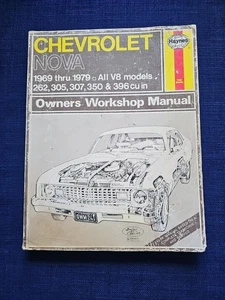 CHEVROLET
NOVA
1969 thru 1979 □ All V8 models
262, 305, 307, 350 & 396 cu in
Haynes
Owners Workshop Manual